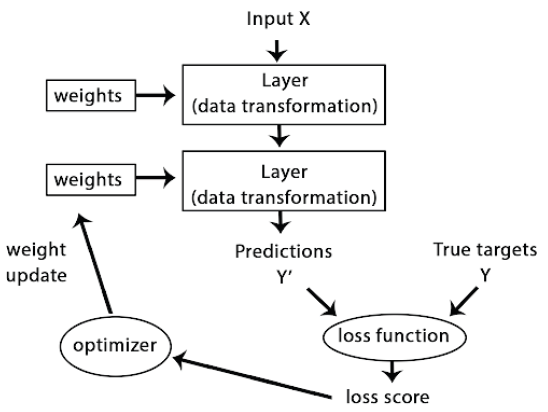 Input X
Layer
(data transformation)
weights
Layer
(data transformation)
weights
Predictions
Y'
True targets
Y
weight
update
optimizer
loss function
loss score